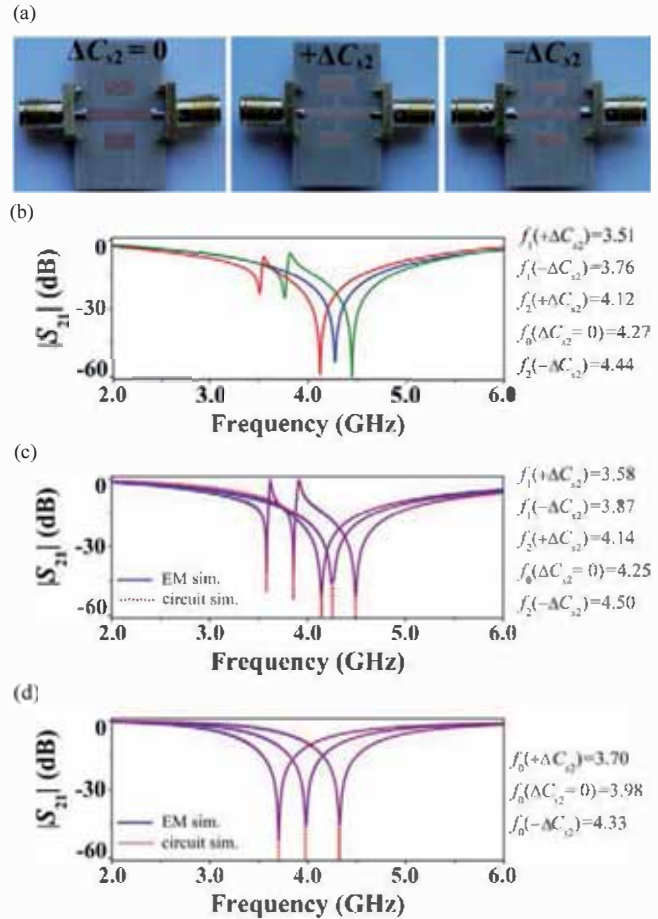 (a)
ΔCs2 = 0
+ΔCs2
−ΔCs2
(b)
0
-30
-60
|S21| (dB)
2.0 3.0 4.0 5.0 6.0
Frequency (GHz)
f1(+ΔCs2)=3.51
f1(−ΔCs2)=3.76
f2(+ΔCs2)=4.12
f0(ΔCs2= 0)=4.27
f2(−ΔCs2)=4.44
(c)
0
-30
-60
|S21| (dB)
EM sim.
circuit sim.
2.0 3.0 4.0 5.0 6.0
Frequency (GHz)
f1(+ΔCs2)=3.58
f1(−ΔCs2)=3.87
f2(+ΔCs2)=4.14
f0(ΔCs2= 0)=4.25
f2(−ΔCs2)=4.50
(d)
0
-30
-60
|S21| (dB)
EM sim.
circuit sim.
2.0 3.0 4.0 5.0 6.0
Frequency (GHz)
f0(+ΔCs2)=3.70
f0(ΔCs2= 0)=3.98
f0(−ΔCs2)=4.33